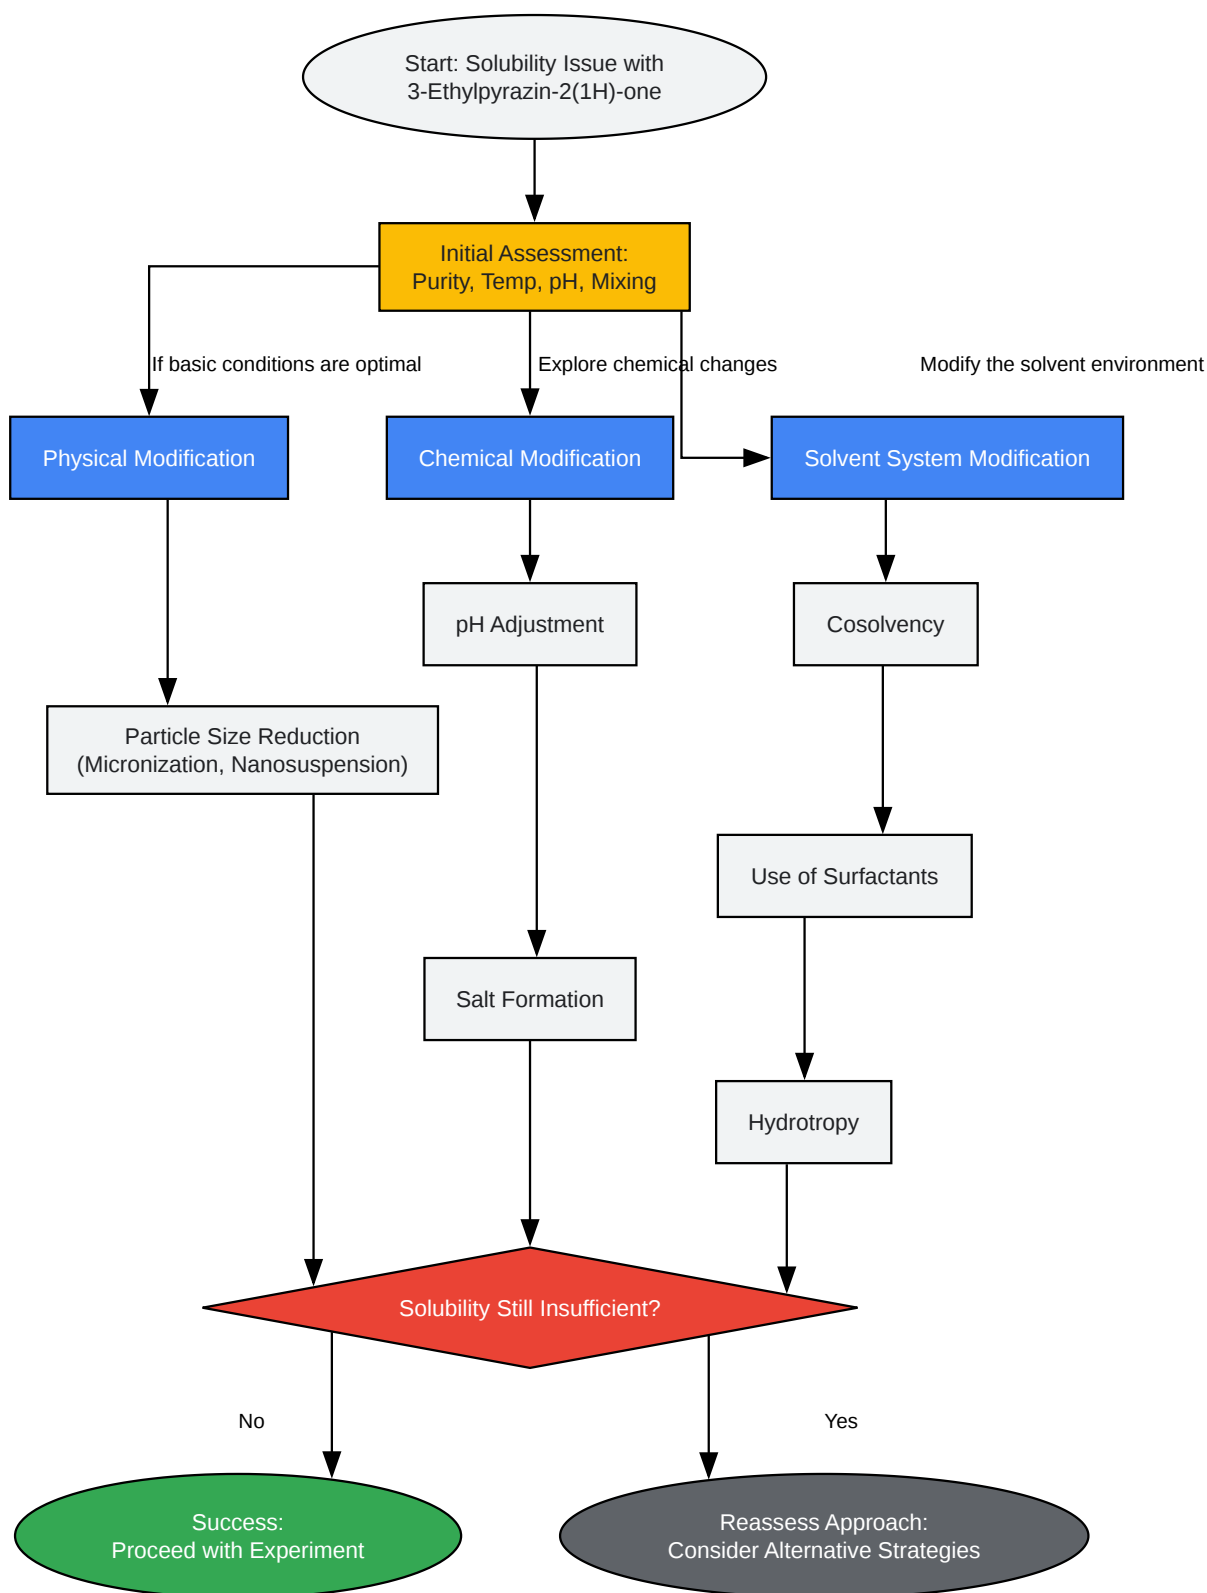 Start: Solubility Issue with
3-Ethylpyrazin-2(1H)-one
Initial Assessment:
Purity, Temp, pH, Mixing
If basic conditions are optimal
Explore chemical changes
Modify the solvent environment
Physical Modification
Chemical Modification
Solvent System Modification
pH Adjustment
Cosolvency
Particle Size Reduction
(Micronization, Nanosuspension)
Use of Surfactants
Salt Formation
Hydrotropy
Solubility Still Insufficient?
No
Yes
Success:
Proceed with Experiment
Reassess Approach:
Consider Alternative Strategies